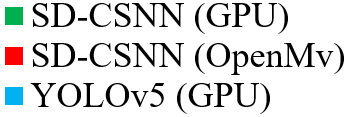 SD-CSNN (GPU)
SD-CSNN (OpenMv)
YOLOv5 (GPU)